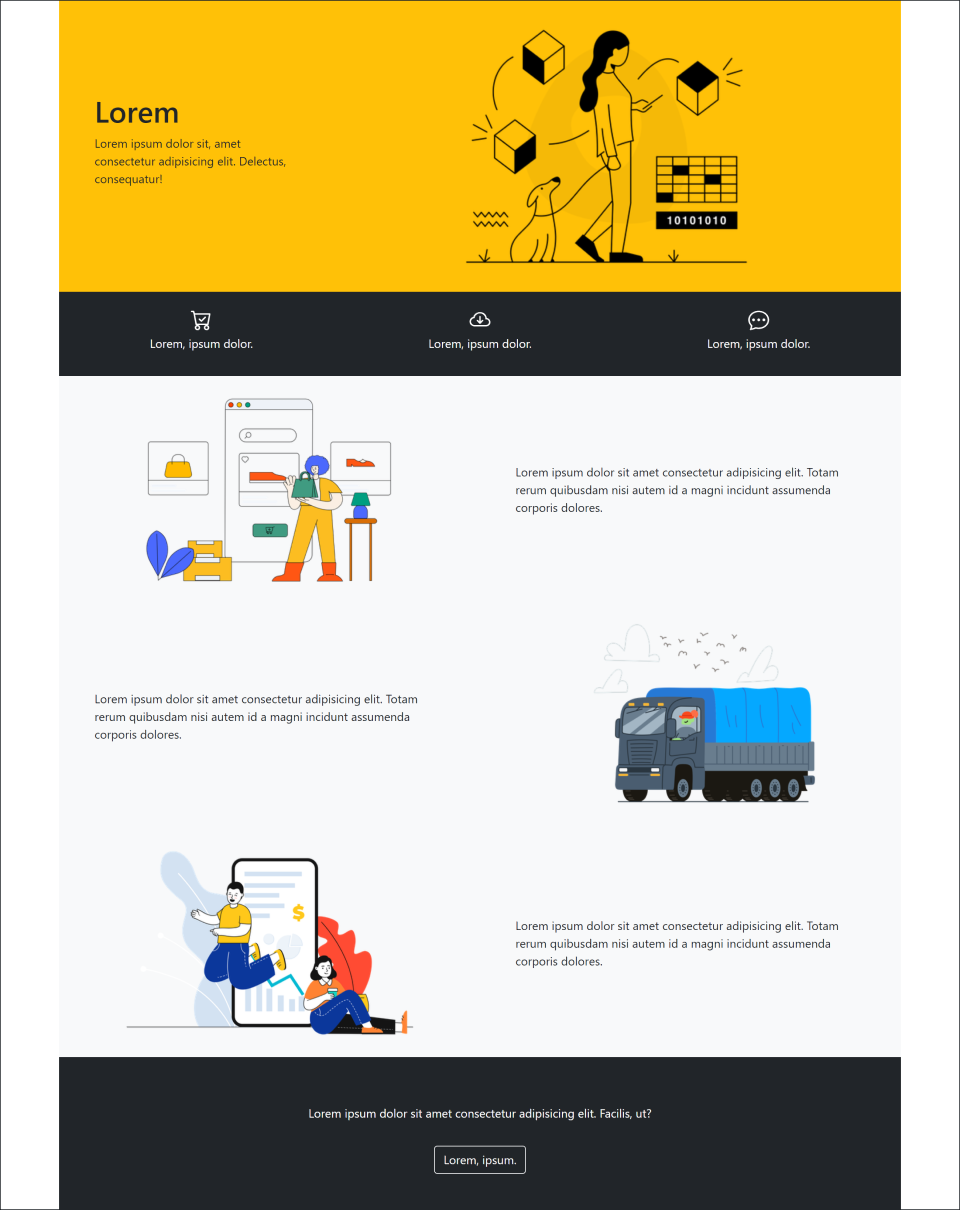 Lorem
Lorem ipsum dolor sit, amet
consectetur adipisicing elit. Delectus,
consequatur!
10101010
Lorem, ipsum dolor.
Lorem, ipsum dolor.
Lorem, ipsum dolor.
Lorem ipsum dolor sit amet consectetur adipisicing elit. Totam
rerum quibusdam nisi autem id a magni incidunt assumenda
corporis dolores.
Lorem ipsum dolor sit amet consectetur adipisicing elit. Totam
rerum quibusdam nisi autem id a magni incidunt assumenda
corporis dolores.
$
Lorem ipsum dolor sit amet consectetur adipisicing elit. Totam
rerum quibusdam nisi autem id a magni incidunt assumenda
corporis dolores.
Lorem ipsum dolor sit amet consectetur adipisicing elit. Facilis, ut?
Lorem, ipsum.